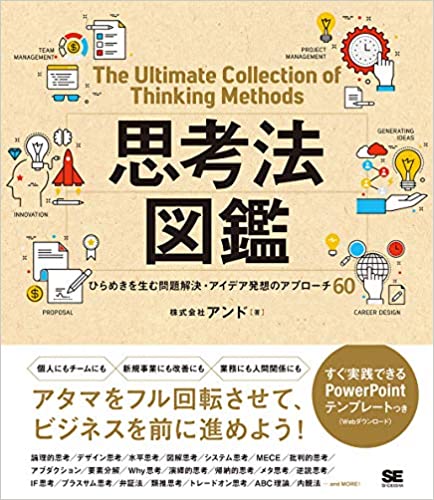 TEAM
MANAGEMENT
PROJECT
MANAGEMENT
The Ultimate Collection of
Thinking Methods
GENERATING
IDEAS
思考法
図鑑
INNOVATION
ひらめきを生む問題解決・アイデア発想のアプローチ60
PROPOSAL
株式会社アンド[著]
CAREER DESIGN
個人にもチームにも
新規事業にも改善にも
業務にも人間関係にも
アタマをフル回転させて、
ビジネスを前に進めよう!
すぐ実践できる
PowerPoint
テンプレートつき
(Webダウンロード)
論理的思考/デザイン思考/水平思考/図解思考/システム思考/MECE/批判的思考/
アブダクション/要素分解/Why思考/演繹的思考/帰納的思考/メタ思考/逆説思考/
IF思考/プラスサム思考/弁証法/類推思考/トレードオン思考/ABC理論/内観法/ … and MORE!
SE
SHOEISHA